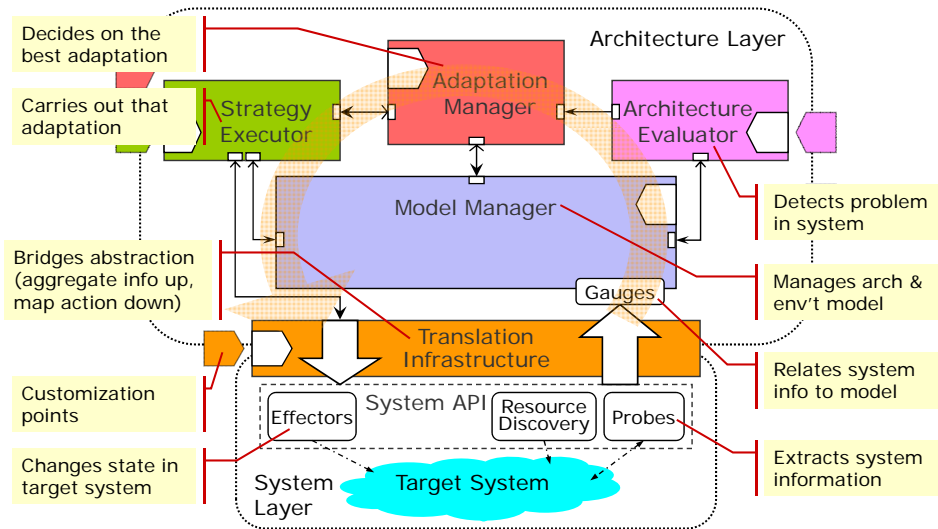 Decides on the
best adaptation
Architecture Layer
Adaptation
Manager
Carries out that
adaptation
Strategy
Executor
Architecture
Evaluator
Model Manager
Detects problem
in system
Bridges abstraction
(aggregate info up,
map action down)
Manages arch &
env't model
Gauges
Translation
Infrastructure
Customization
points
Relates system
info to model
System API
Effectors
Resource
Discovery
Probes
Changes state in
target system
Extracts system
information
System
Layer
Target System